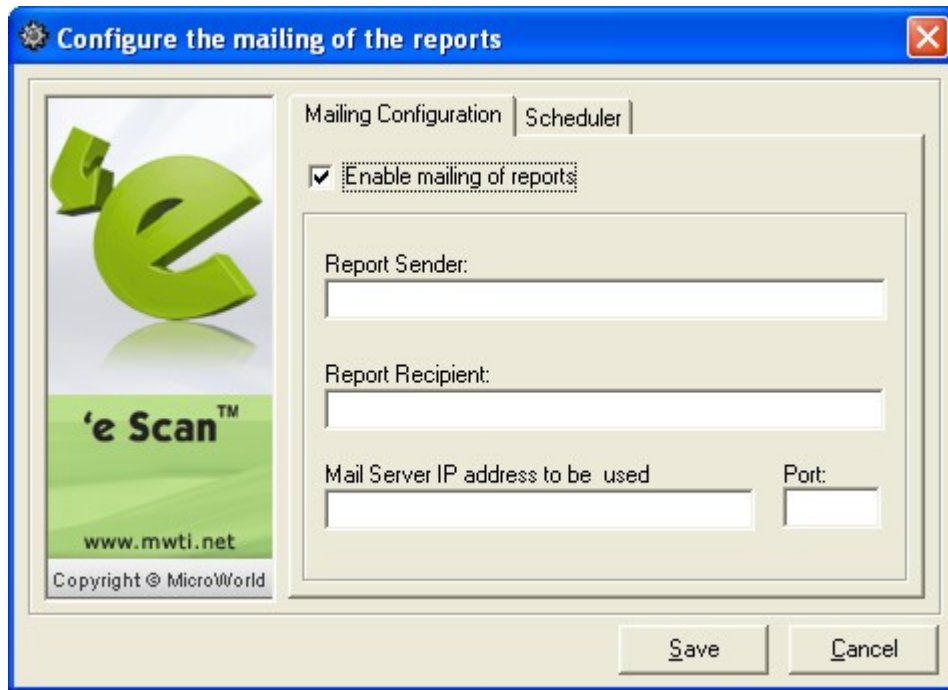 Configure the mailing of the reports
Mailing Configuration
Scheduler
Enable mailing of reports
Report Sender:
Report Recipient:
Mail Server IP address to be used
Port:
'e
‘e Scan™
www.mwti.net
Copyright © MicroWorld
Save
Cancel